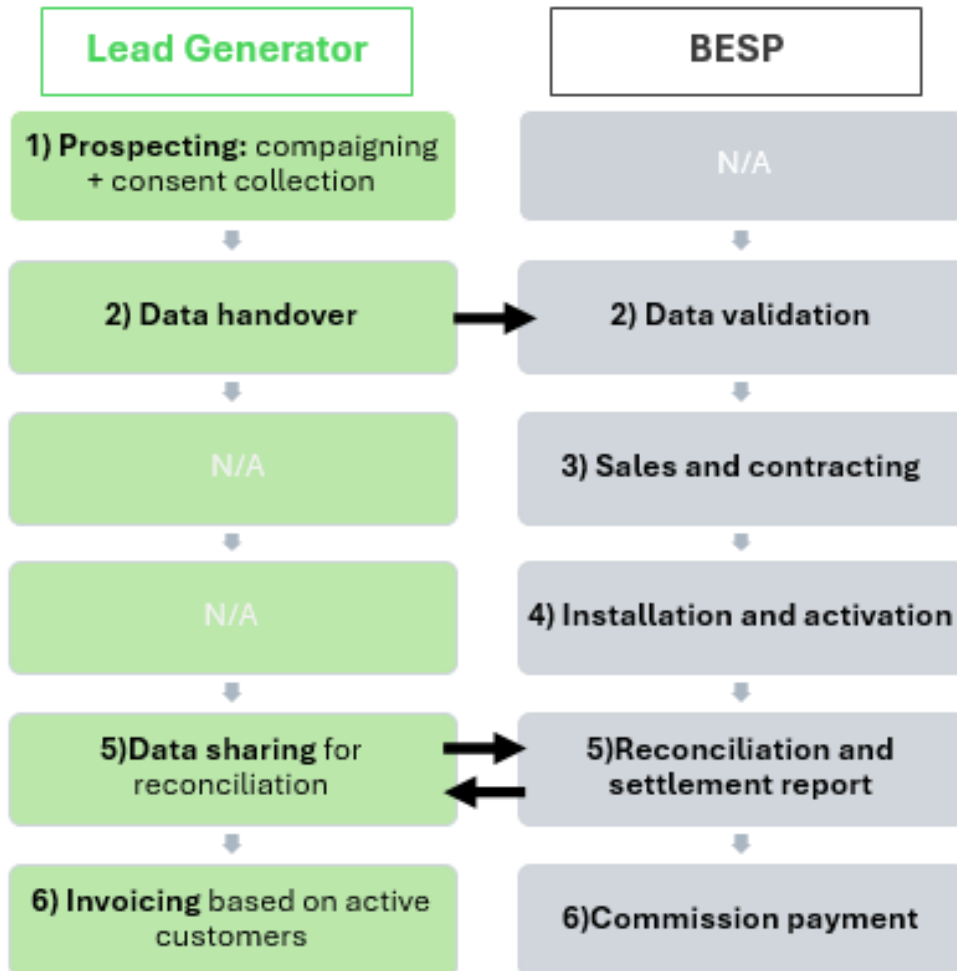 Lead Generator
BESP
1) Prospecting: compaigning
+ consent collection
N/A
2) Data handover
2) Data validation
N/A
3) Sales and contracting
N/A
4) Installation and activation
5)Data sharing for
reconciliation
5)Reconciliation and
settlement report
6) Invoicing based on active
customers
6)Commission payment